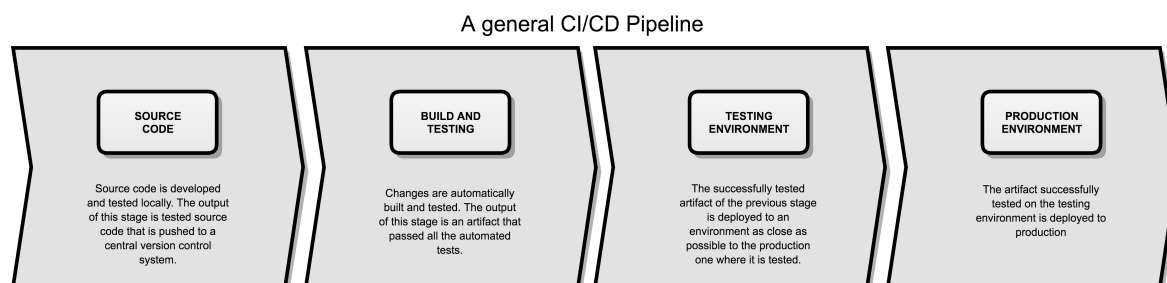 A general CI/CD Pipeline
SOURCE
CODE
Source code is developed
and tested locally. The output
of this stage is tested source
code that is pushed to a
central version control
system.
BUILD AND
TESTING
Changes are automatically
built and tested. The output
of this stage is an artifact that
passed all the automated
tests.
TESTING
ENVIRONMENT
The successfully tested
artifact of the previous stage
is deployed to an
environment as close as
possible to the production
one where it is tested.
PRODUCTION
ENVIRONMENT
The artifact successfully
tested on the testing
environment is deployed to
production